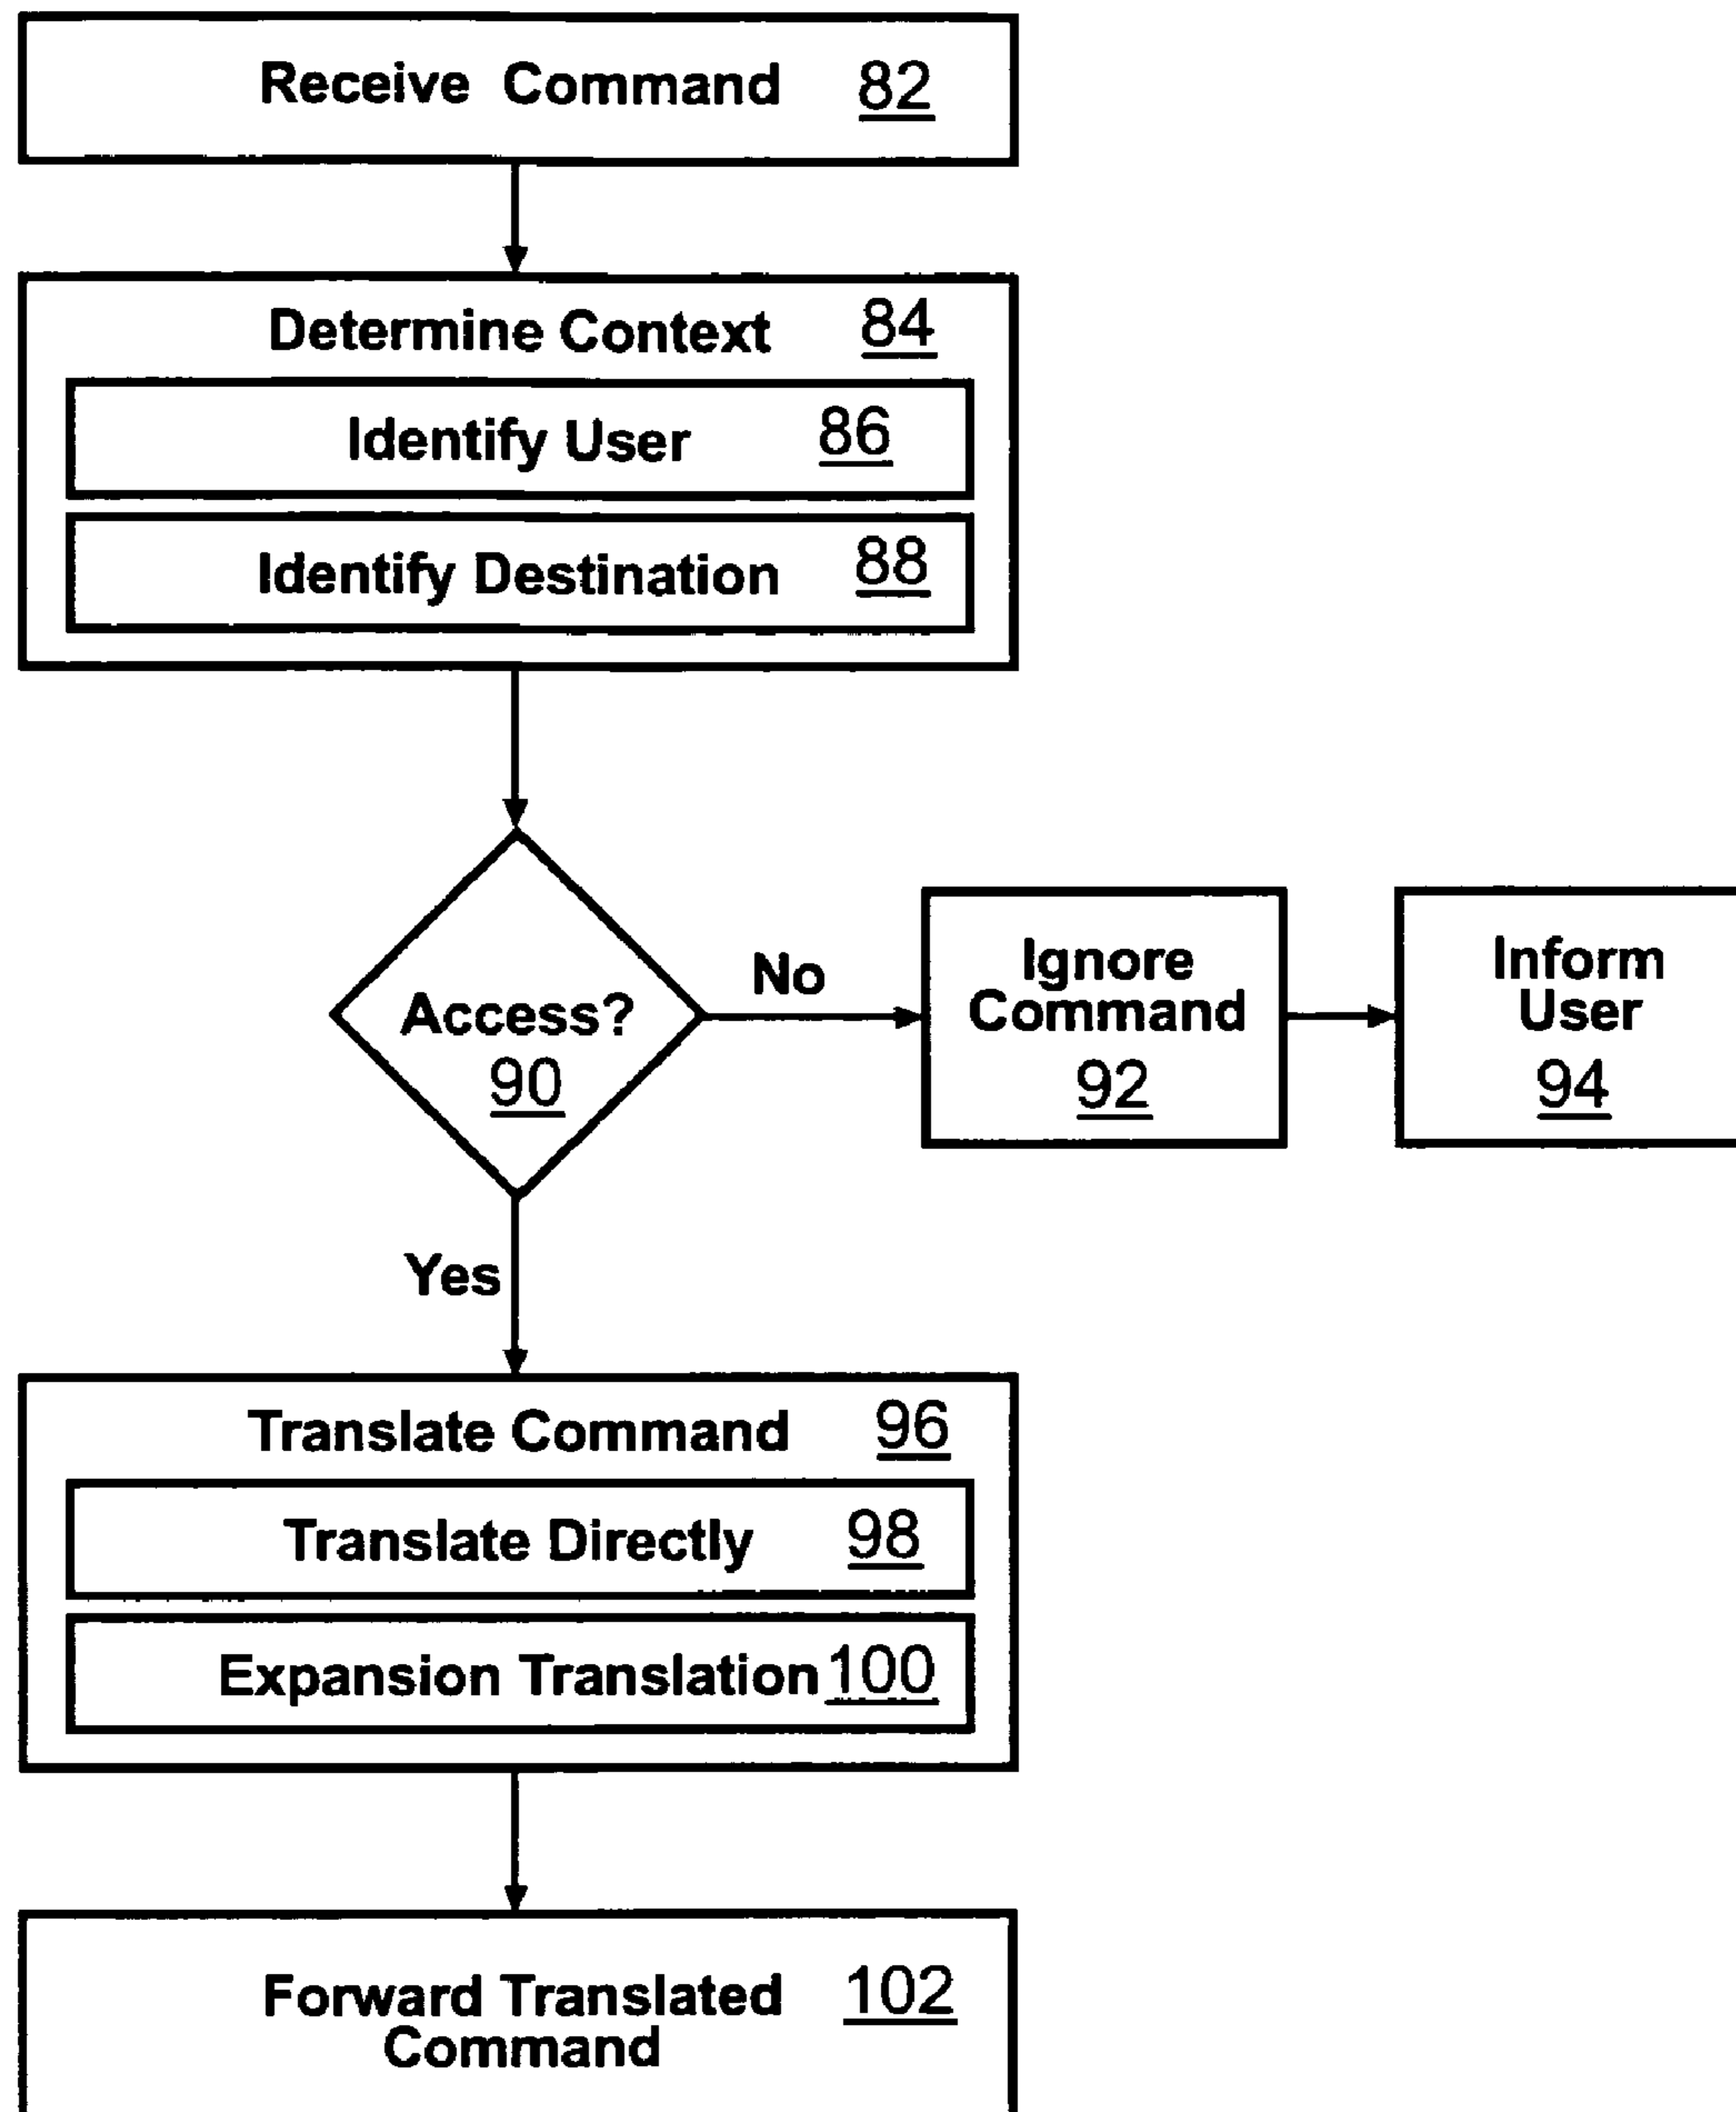 Receive Command 82
Determine Context 84
Identify User 86
Identify Destination 88
Access?
90
No
Ignore
Command
92
Inform
User
94
Yes
Translate Command 96
Translate Directly 98
Expansion Translation 100
Forward Translated 102
Command